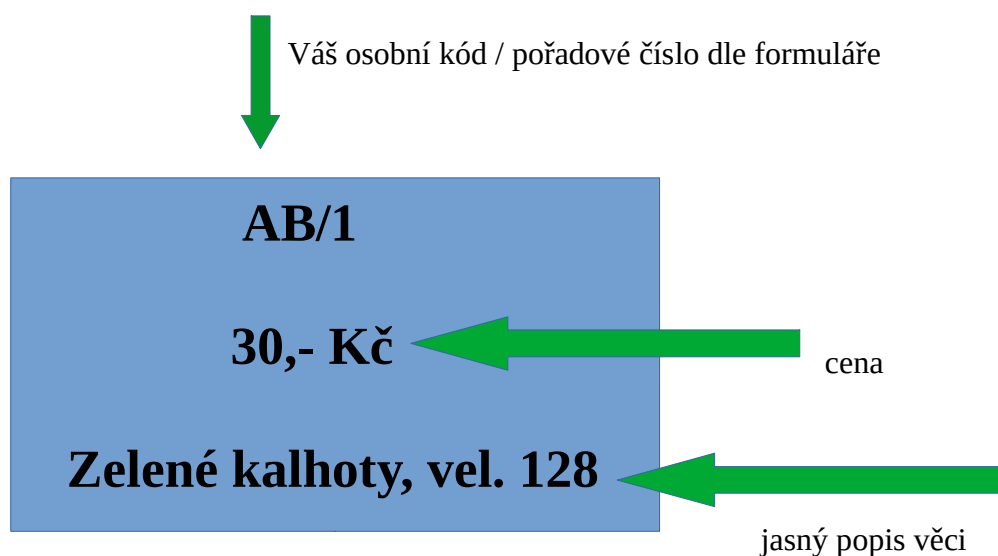 Váš osobní kód / pořadové číslo dle formuláře
AB/1
30,- Kč
cena
Zelené kalhoty, vel. 128
jasný popis věci